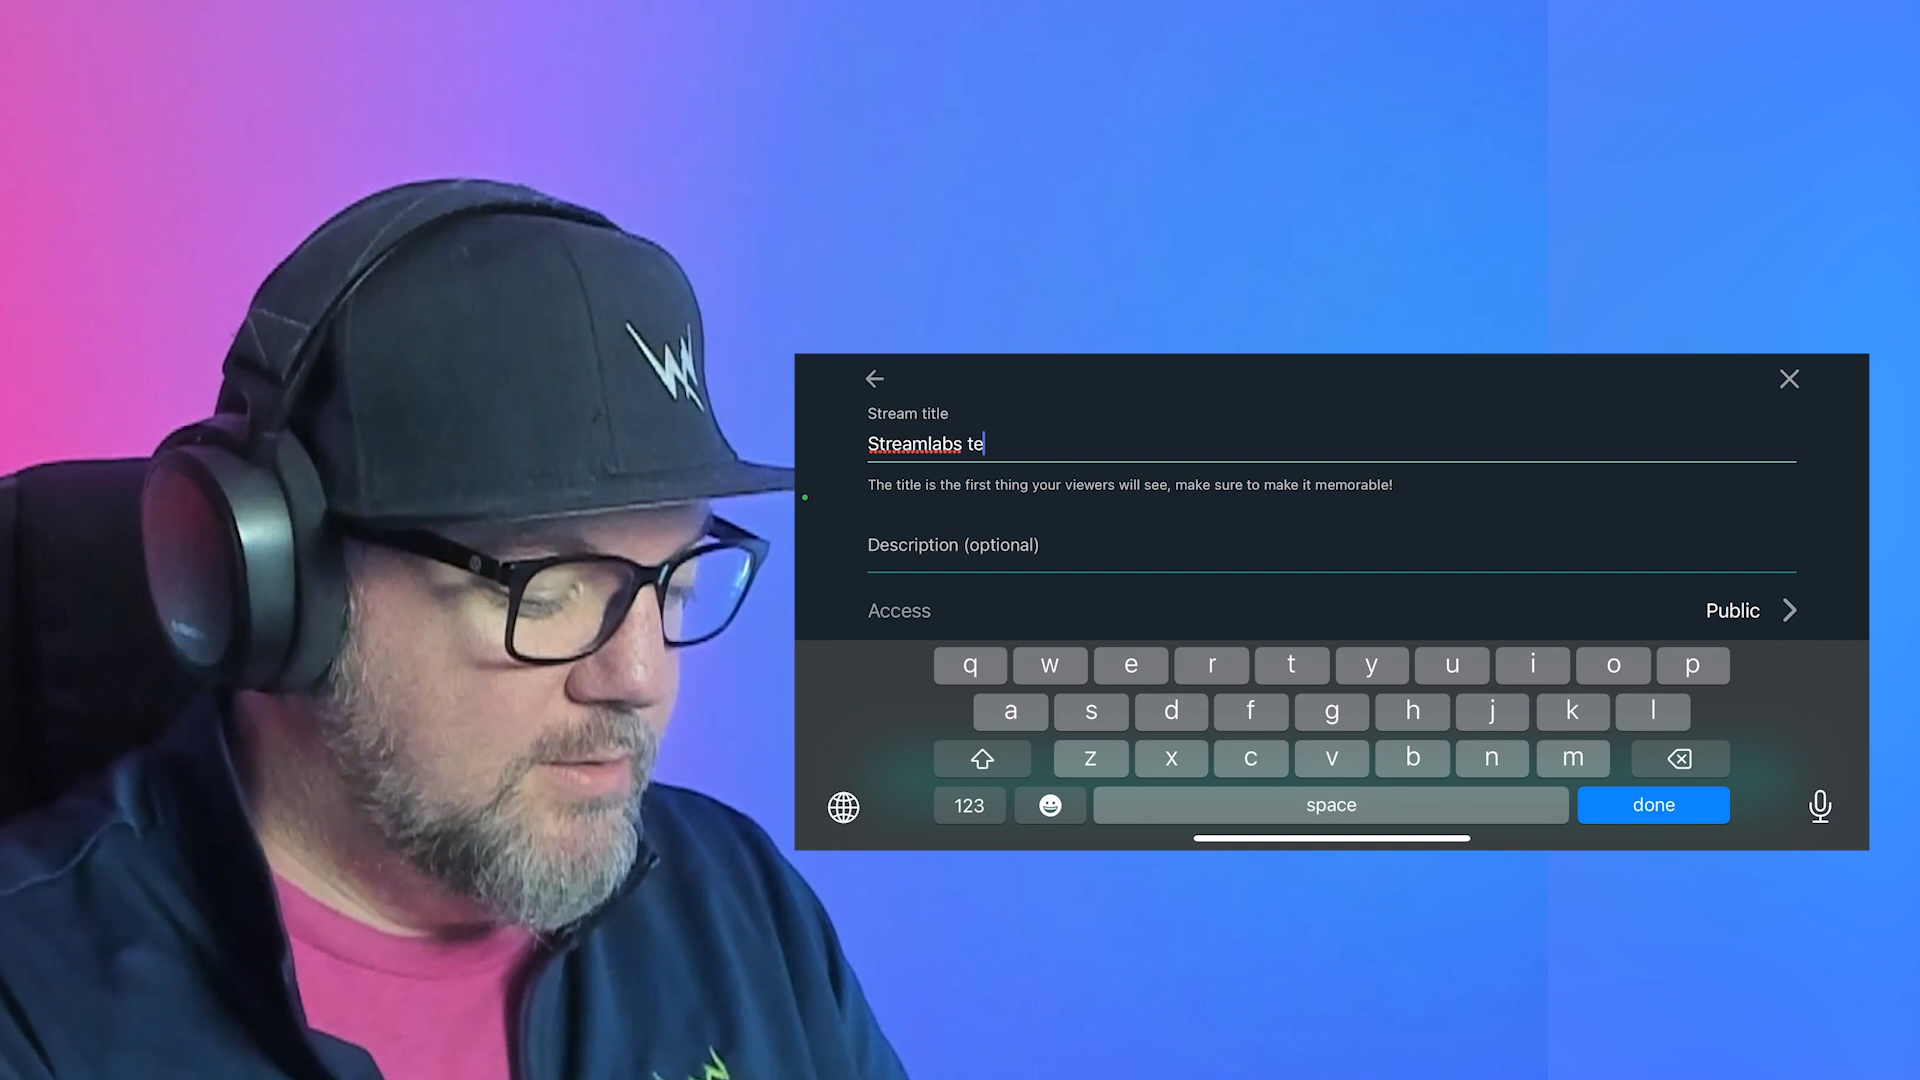 Stream title
Streamlabs te
The title is the first thing your viewers will see, make sure to make it memorable!
Description (optional)
Access Public
q w e r t y u i o p
a s d f g h j k l
z x c v b n m
123 space done